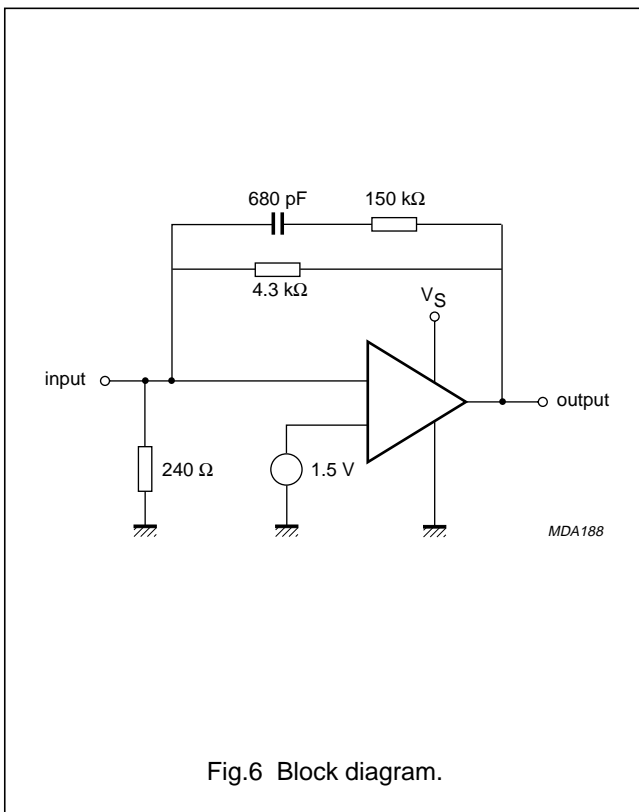 680 pF
150 kΩ
4.3 kΩ
VS
input
output
240 Ω
1.5 V
MDA188
Fig.6 Block diagram.